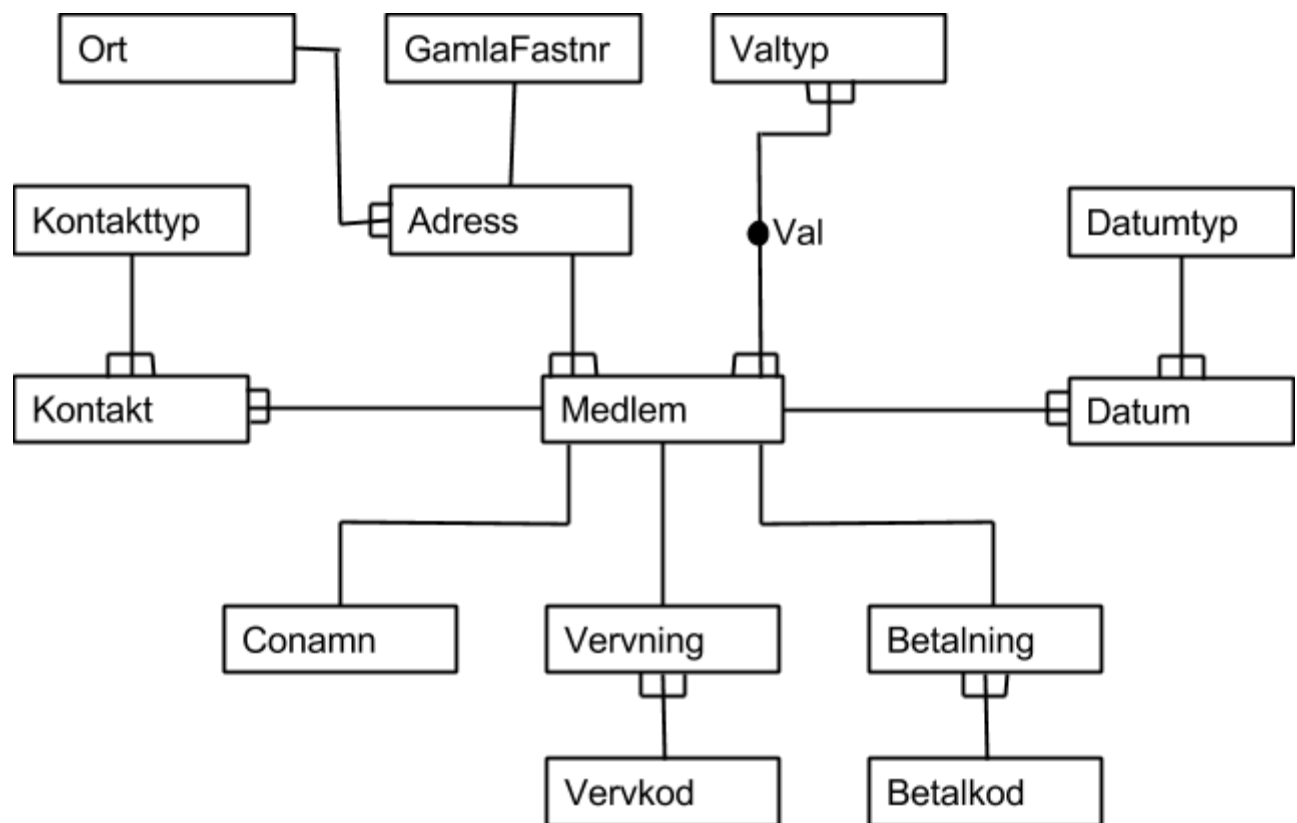 Ort
GamlaFastnr
Valtyp
Kontakttyp
Adress
Val
Datumtyp
Kontakt
Medlem
Datum
Conamn
Vervning
Betalning
Vervkod
Betalkod